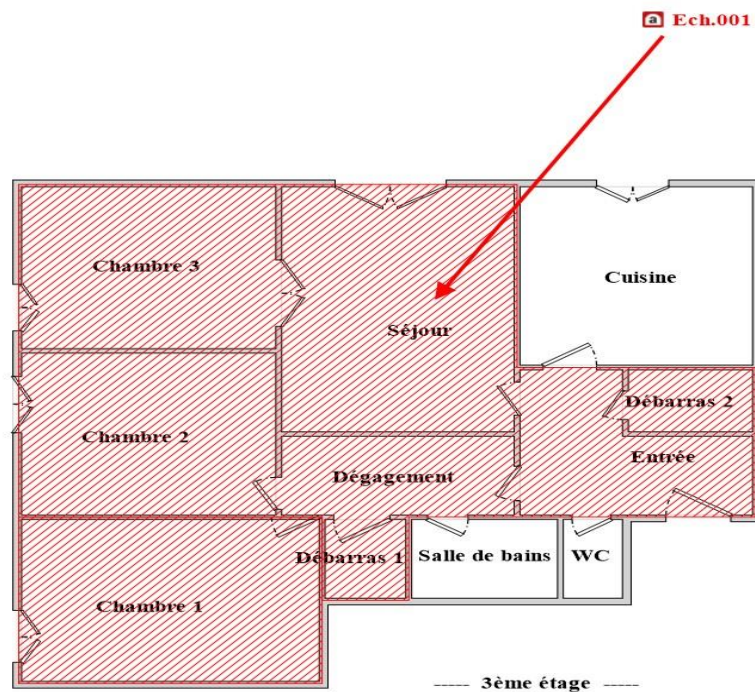 a Ech.001
Chambre 3
Cuisine
Séjour
Débarras 2
Chambre 2
Entrée
Dégagement
Débarras 1
Salle de bains
WC
Chambre 1
----- 3ème étage -----